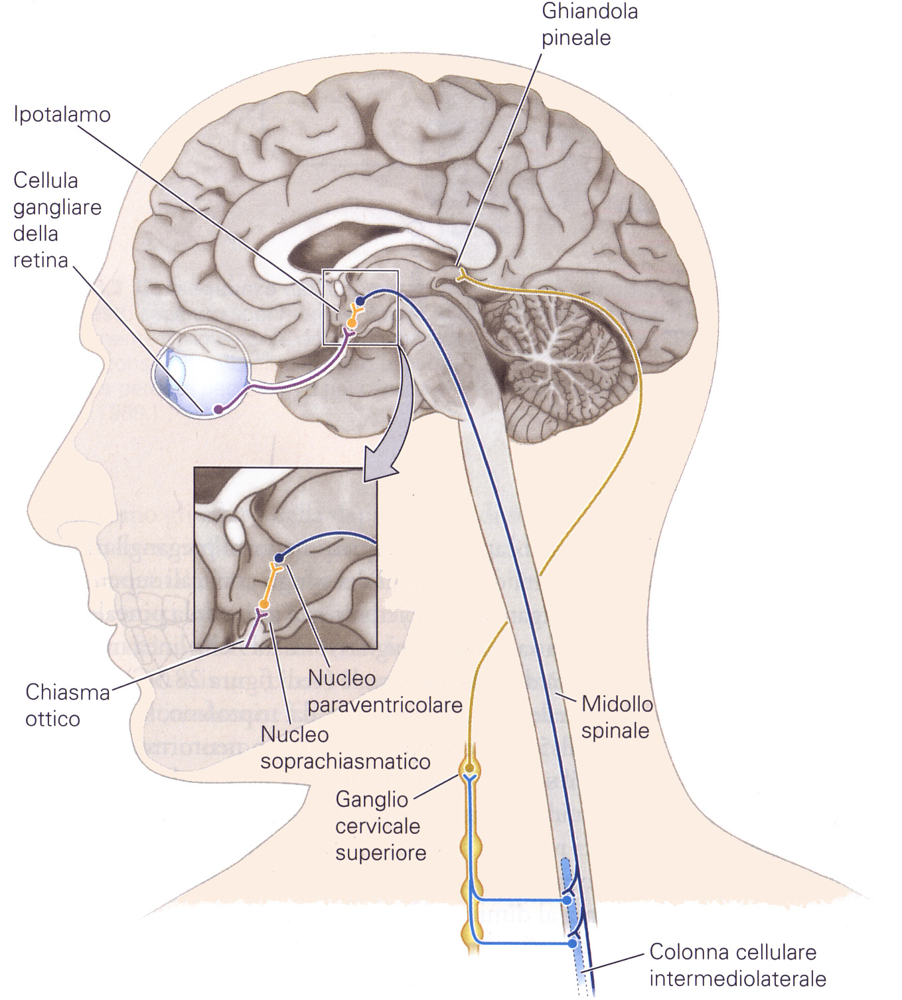 Ghiandola
pineale
Ipotalamo
Cellula
gangliare
della
retina
Chiasma
ottico
Nucleo
paraventricolare
Nucleo
soprachiasmatico
Midollo
spinale
Ganglio
cervicale
superiore
Colonna cellulare
intermediolaterale